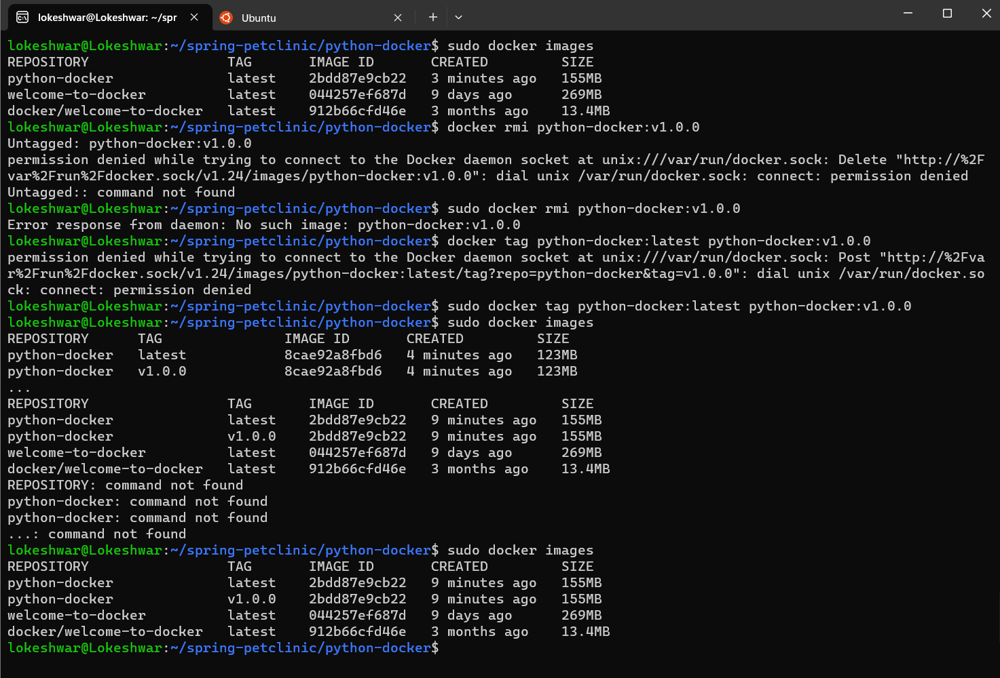 lokeshwar@Lokeshwar: ~/spr
Ubuntu
lokeshwar@Lokeshwar:~/spring-petclinic/python-docker$ sudo docker images
REPOSITORY                 TAG       IMAGE ID       CREATED         SIZE
python-docker              latest    2bdd87e9cb22   3 minutes ago   155MB
welcome-to-docker          latest    044257ef687d   9 days ago      269MB
docker/welcome-to-docker   latest    912b66cfd46e   3 months ago    13.4MB
lokeshwar@Lokeshwar:~/spring-petclinic/python-docker$ docker rmi python-docker:v1.0.0
Untagged: python-docker:v1.0.0
permission denied while trying to connect to the Docker daemon socket at unix:///var/run/docker.sock: Delete "http://%2F
var%2Frun%2Fdocker.sock/v1.24/images/python-docker:v1.0.0": dial unix /var/run/docker.sock: connect: permission denied
Untagged:: command not found
lokeshwar@Lokeshwar:~/spring-petclinic/python-docker$ sudo docker rmi python-docker:v1.0.0
Error response from daemon: No such image: python-docker:v1.0.0
lokeshwar@Lokeshwar:~/spring-petclinic/python-docker$ docker tag python-docker:latest python-docker:v1.0.0
permission denied while trying to connect to the Docker daemon socket at unix:///var/run/docker.sock: Post "http://%2Fva
r%2Frun%2Fdocker.sock/v1.24/images/python-docker:latest/tag?repo=python-docker&tag=v1.0.0": dial unix /var/run/docker.so
ck: connect: permission denied
lokeshwar@Lokeshwar:~/spring-petclinic/python-docker$ sudo docker tag python-docker:latest python-docker:v1.0.0
lokeshwar@Lokeshwar:~/spring-petclinic/python-docker$ sudo docker images
REPOSITORY      TAG               IMAGE ID       CREATED         SIZE
python-docker   latest            8cae92a8fbd6   4 minutes ago   123MB
python-docker   v1.0.0            8cae92a8fbd6   4 minutes ago   123MB
...
REPOSITORY                 TAG       IMAGE ID       CREATED         SIZE
python-docker              latest    2bdd87e9cb22   9 minutes ago   155MB
python-docker              v1.0.0    2bdd87e9cb22   9 minutes ago   155MB
welcome-to-docker          latest    044257ef687d   9 days ago      269MB
docker/welcome-to-docker   latest    912b66cfd46e   3 months ago    13.4MB
REPOSITORY: command not found
python-docker: command not found
python-docker: command not found
...: command not found
lokeshwar@Lokeshwar:~/spring-petclinic/python-docker$ sudo docker images
REPOSITORY                 TAG       IMAGE ID       CREATED         SIZE
python-docker              latest    2bdd87e9cb22   9 minutes ago   155MB
python-docker              v1.0.0    2bdd87e9cb22   9 minutes ago   155MB
welcome-to-docker          latest    044257ef687d   9 days ago      269MB
docker/welcome-to-docker   latest    912b66cfd46e   3 months ago    13.4MB
lokeshwar@Lokeshwar:~/spring-petclinic/python-docker$